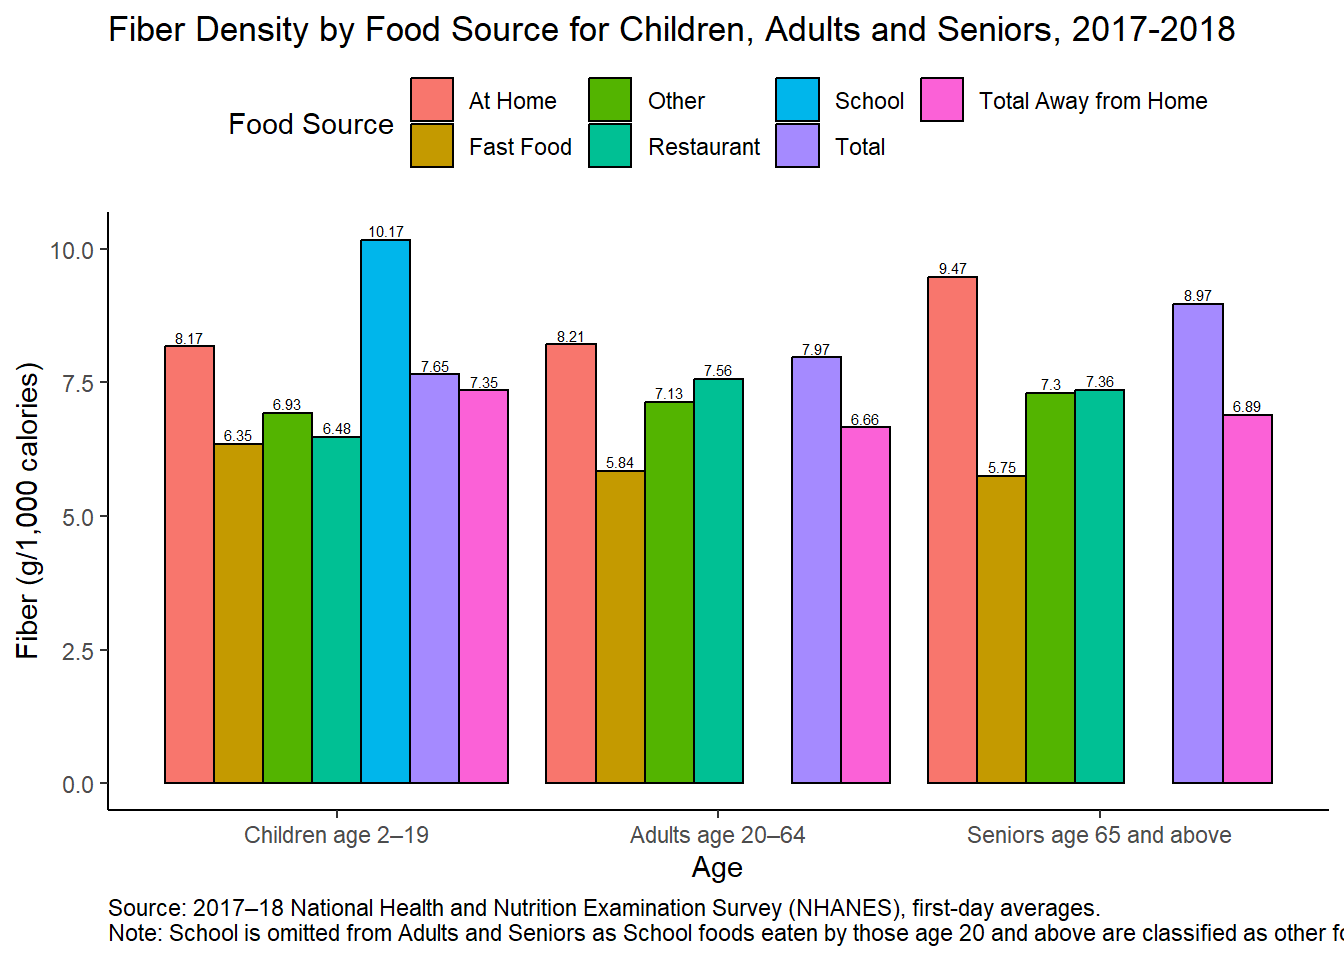 Fiber Density by Food Source for Children, Adults and Seniors, 2017-2018
Food Source
At Home
Other
School
Total Away from Home
Fast Food
Restaurant
Total
Fiber (g/1,000 calories)
10.0
7.5
5.0
2.5
0.0
8.17
6.35
6.93
6.48
10.17
7.65
7.35
8.21
5.84
7.13
7.56
7.97
6.66
9.47
5.75
7.3
7.36
8.97
6.89
Children age 2–19
Adults age 20–64
Seniors age 65 and above
Age
Source: 2017–18 National Health and Nutrition Examination Survey (NHANES), first-day averages.
Note: School is omitted from Adults and Seniors as School foods eaten by those age 20 and above are classified as other